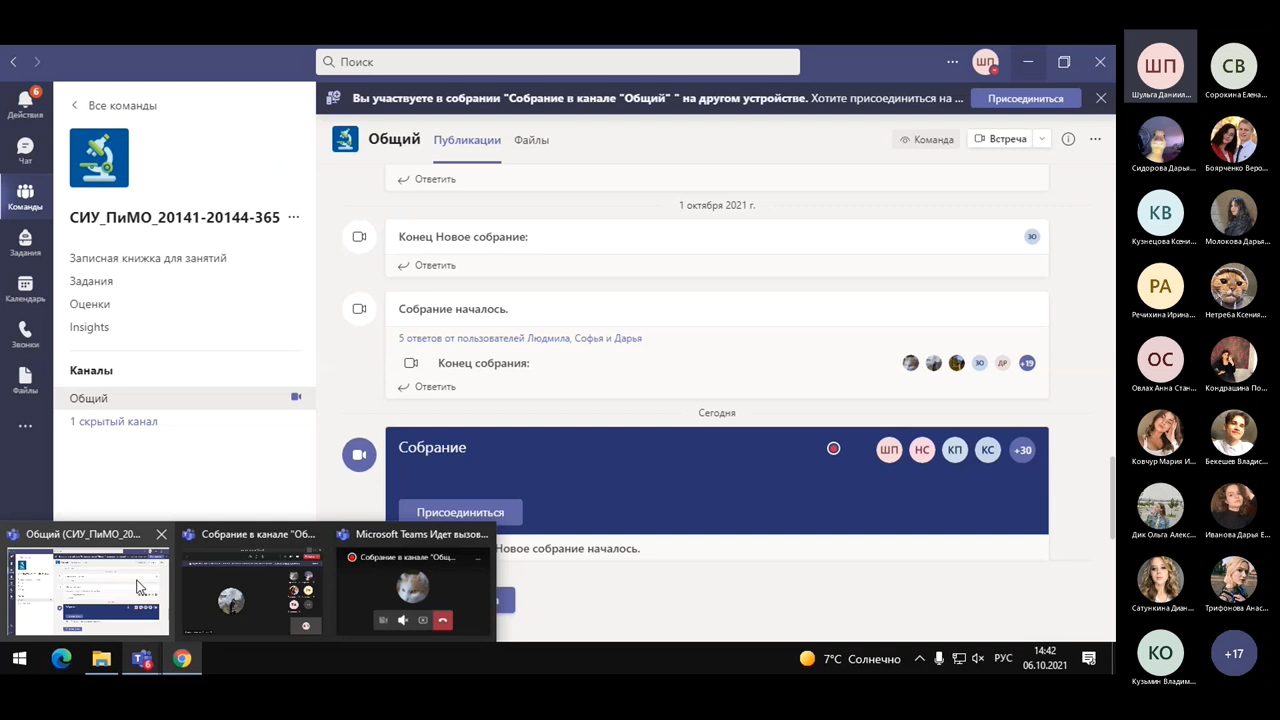 Поиск
ШП
Вы участвуете в собрании "Собрание в канале "Общий" " на другом устройстве. Хотите присоединиться на ...
Присоединиться
6
Действия
Чат
Команды
Задания
Календарь
Звонки
Файлы
Все команды
СИУ_ПиМО_20141-20144-365
Записная книжка для занятий
Задания
Оценки
Insights
Каналы
Общий
1 скрытый канал
Общий
Публикации
Файлы
Команда
Встреча
Ответить
1 октября 2021 г.
Конец Новое собрание:
ЗО
Ответить
Собрание началось.
5 ответов от пользователей Людмила, Софья и Дарья
Конец собрания:
ЗО
ДР
+19
Ответить
Сегодня
Собрание
ШП
НС
КП
КС
+30
Присоединиться
Новое собрание началось.
Общий (СИУ_ПиМО_20...
Собрание в канале "Об...
Microsoft Teams Идет вызов...
Собрание в канале "Общ...
6
7°C Солнечно
РУС
14:42
06.10.2021
ШП
Шульга Даниил...
СВ
Сорокина Елена...
Сидорова Дарья...
Боярченко Веро...
КВ
Кузнецова Ксени...
Молокова Дарья...
РА
Речихина Ирина...
Нетреба Ксения...
ОС
Овлах Анна Стан...
Кондрашина По...
Ковчур Мария И...
Бекешев Владис...
Дик Ольга Алекс...
Иванова Дарья Е...
Сатункина Диан...
Трифонова Анас...
КО
Кузьмин Владим...
+17